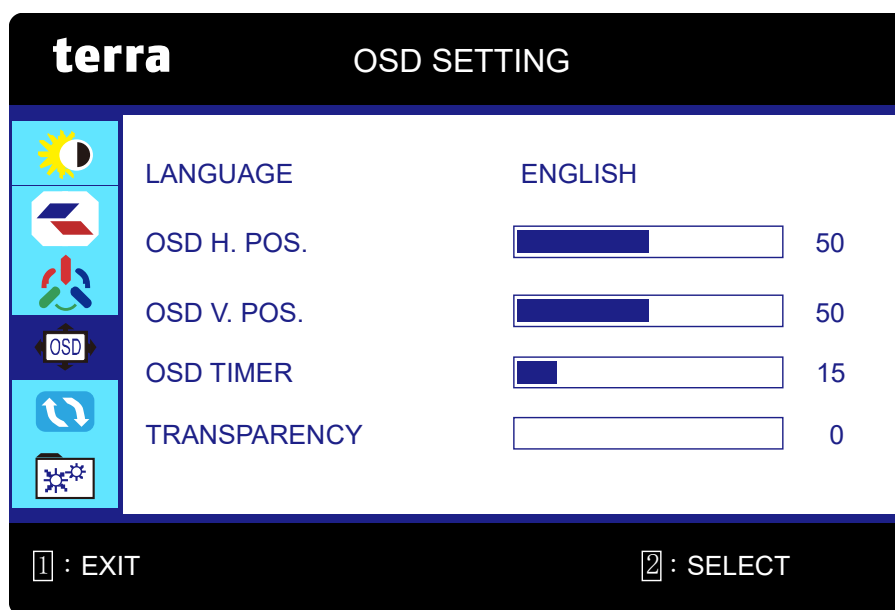 terra OSD SETTING
LANGUAGE ENGLISH
OSD H. POS. 50
OSD V. POS. 50
OSD
OSD TIMER 15
TRANSPARENCY 0
1 : EXIT 2 : SELECT